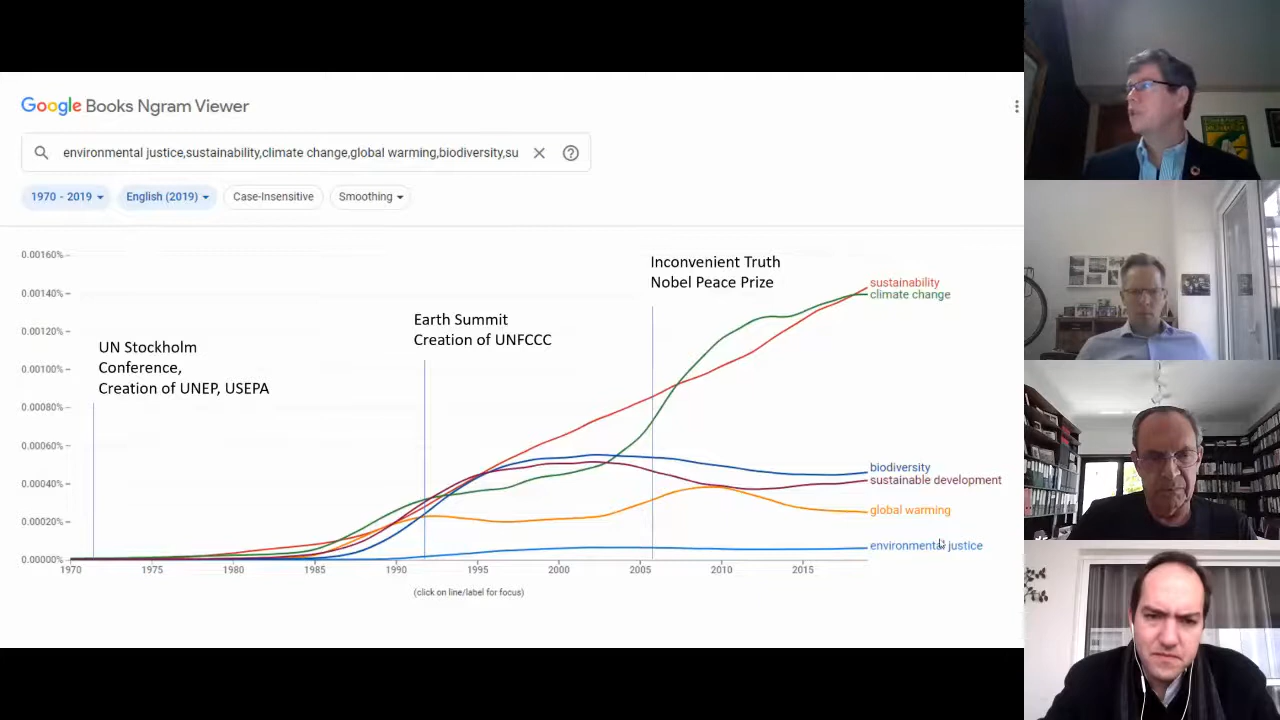 Google Books Ngram Viewer
environmental justice,sustainability,climate change,global warming,biodiversity,su
1970 - 2019
English (2019)
Case-Insensitive
Smoothing
0.00160%
0.00140%
0.00120%
0.00100%
0.00080%
0.00060%
0.00040%
0.00020%
0.00000%
UN Stockholm
Conference,
Creation of UNEP, USEPA
Earth Summit
Creation of UNFCCC
Inconvenient Truth
Nobel Peace Prize
sustainability
climate change
biodiversity
sustainable development
global warming
environmental justice
1970 1975 1980 1985 1990 1995 2000 2005 2010 2015
(click on line/label for focus)